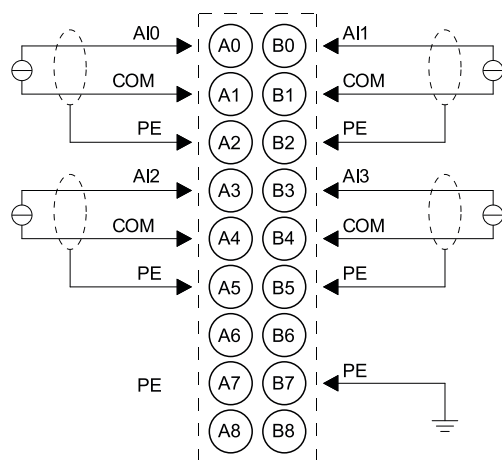 AI0 A0 B0 AI1
COM A1 B1 COM
PE A2 B2 PE
AI2 A3 B3 AI3
COM A4 B4 COM
PE A5 B5 PE
A6 B6
PE A7 B7 PE
A8 B8